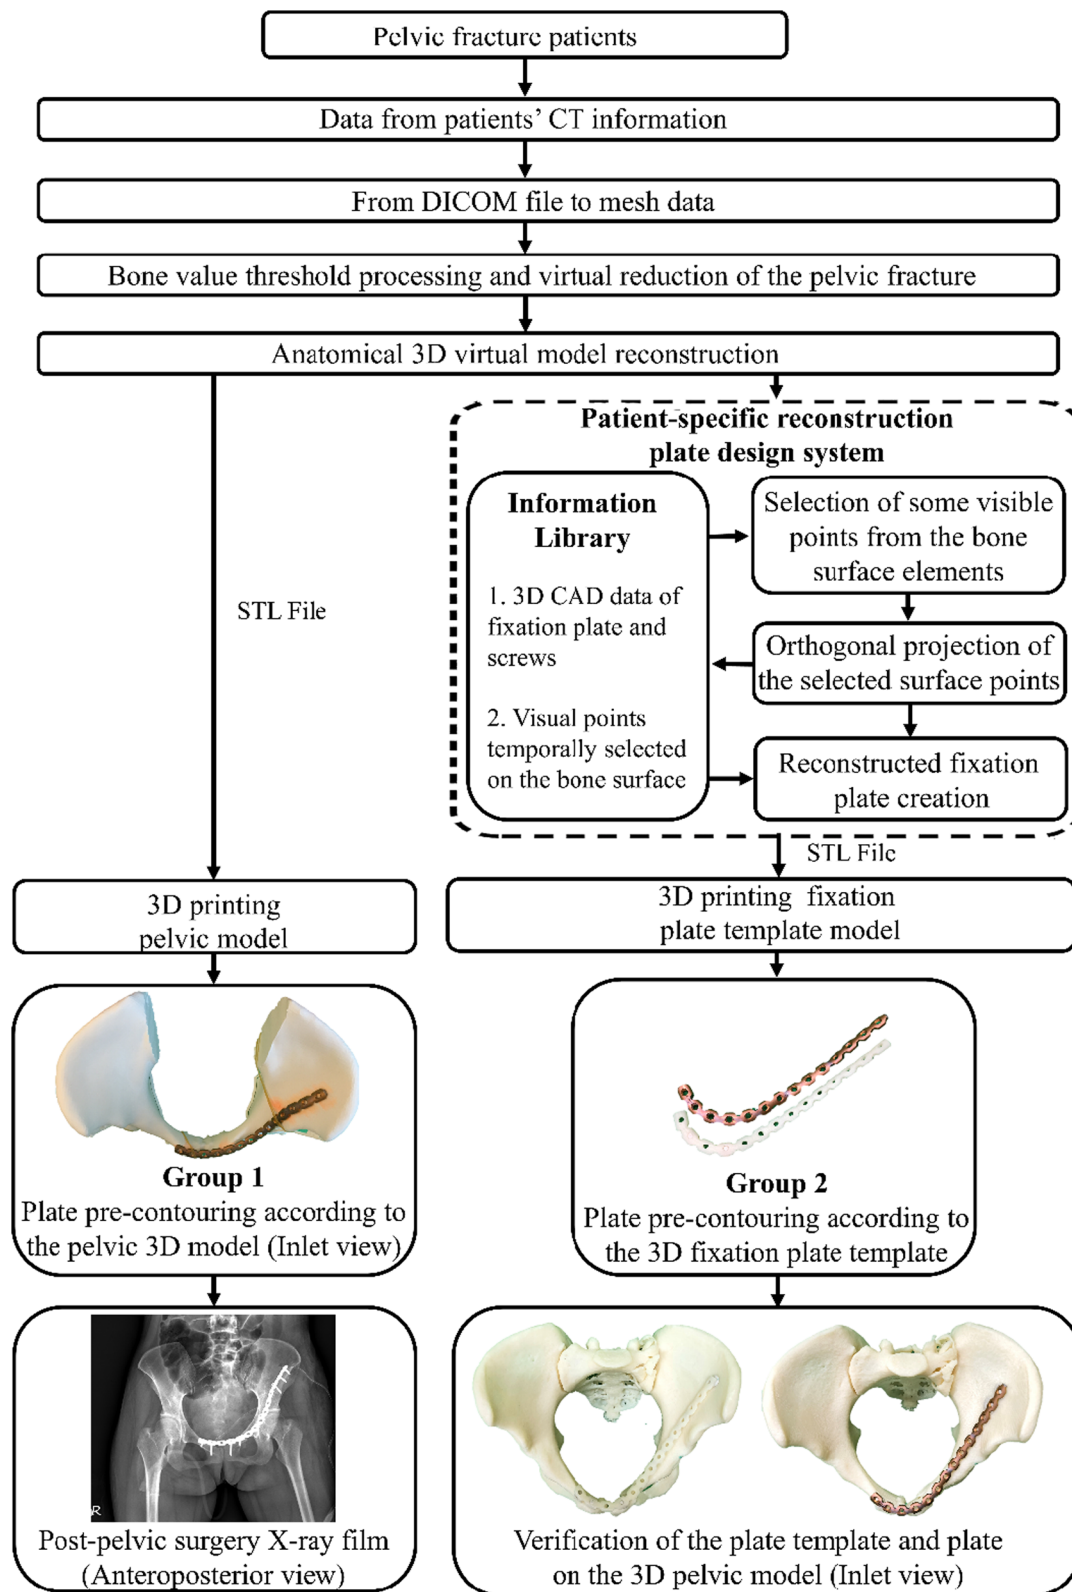 Pelvic fracture patients
Data from patients’ CT information
From DICOM file to mesh data
Bone value threshold processing and virtual reduction of the pelvic fracture
Anatomical 3D virtual model reconstruction
STL File
Patient-specific reconstruction
plate design system
Information
Library
1. 3D CAD data of
fixation plate and
screws
2. Visual points
temporally selected
on the bone surface
Selection of some visible
points from the bone
surface elements
Orthogonal projection of
the selected surface points
Reconstructed fixation
plate creation
STL File
3D printing
pelvic model
3D printing fixation
plate template model
Group 1
Plate pre-contouring according to
the pelvic 3D model (Inlet view)
Group 2
Plate pre-contouring according to
the 3D fixation plate template
R
Post-pelvic surgery X-ray film
(Anteroposterior view)
Verification of the plate template and plate
on the 3D pelvic model (Inlet view)